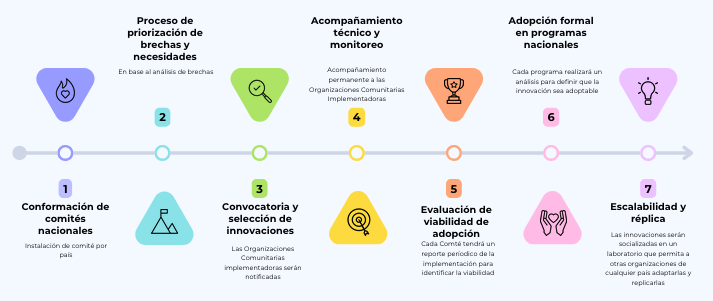 1
Conformación de
comités
nacionales
Instalación de comité por
país
Proceso de
priorización de
brechas y
necesidades
En base al análisis de brechas
2
3
Convocatoria y
selección de
innovaciones
Las Organizaciones
Comunitarias
implementadoras serán
notificadas
Acompañamiento
técnico y
monitoreo
Acompañamiento
permanente a las
Organizaciones Comunitarias
Implementadoras
4
5
Evaluación de
viabilidad de
adopción
Cada Comté tendrá un
reporte períodico de la
implementación para
identificar la viabilidad
Adopción formal
en programas
nacionales
Cada programa realizará un
análisis para definir que la
innovación sea adoptable
6
7
Escalabilidad y
réplica
Las innovaciones serán
socializadas en un
laboratorio que permita a
otras organizaciones de
cualquier país adaptarlas y
replicarlas